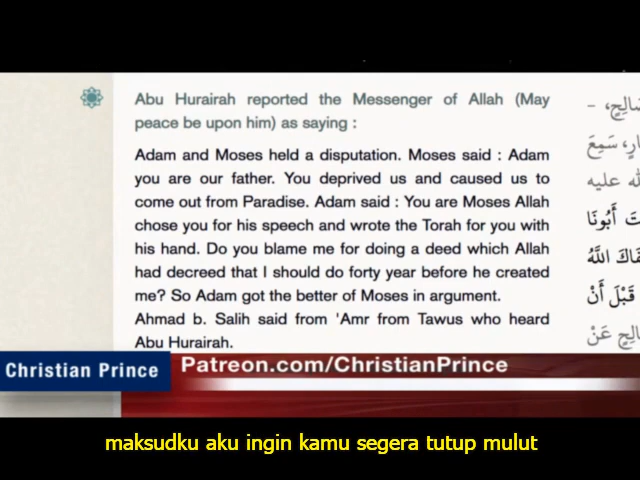 Abu Hurairah reported the Messenger of Allah (May
peace be upon him) as saying :
Adam and Moses held a disputation. Moses said : Adam
you are our father. You deprived us and caused us to
come out from Paradise. Adam said : You are Moses Allah
chose you for his speech and wrote the Torah for you with
his hand. Do you blame me for doing a deed which Allah
had decreed that I should do forty year before he created
me? So Adam got the better of Moses in argument.
Ahmad b. Salih said from 'Amr from Tawus who heard
Abu Hurairah.
سَمِعَ
الله عليه
أَبُونَا
اللَّهُ
قَبْلَ أَنْ
عَنْ
Christian Prince
Patreon.com/ChristianPrince
maksudku aku ingin kamu segera tutup mulut